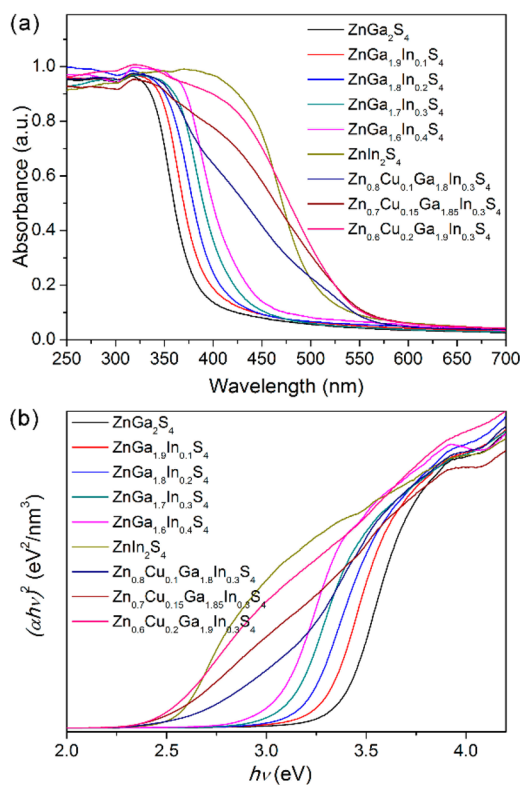 (a)
ZnGa₂S₄
ZnGa₁.₉In₀.₁S₄
ZnGa₁.₈In₀.₂S₄
ZnGa₁.₇In₀.₃S₄
ZnGa₁.₆In₀.₄S₄
ZnIn₂S₄
Zn₀.₈Cu₀.₁Ga₁.₈In₀.₃S₄
Zn₀.₇Cu₀.₁₅Ga₁.₈₅In₀.₃S₄
Zn₀.₆Cu₀.₂Ga₁.₉In₀.₃S₄
Absorbance (a.u.)
1.0
0.8
0.6
0.4
0.2
0.0
250 300 350 400 450 500 550 600 650 700
Wavelength (nm)
(b)
ZnGa₂S₄
ZnGa₁.₉In₀.₁S₄
ZnGa₁.₈In₀.₂S₄
ZnGa₁.₇In₀.₃S₄
ZnGa₁.₆In₀.₄S₄
ZnIn₂S₄
Zn₀.₈Cu₀.₁Ga₁.₈In₀.₃S₄
Zn₀.₇Cu₀.₁₅Ga₁.₈₅In₀.₃S₄
Zn₀.₆Cu₀.₂Ga₁.₉In₀.₃S₄
(αhν)² (eV²/nm³)
2.0 2.5 3.0 3.5 4.0
hν (eV)